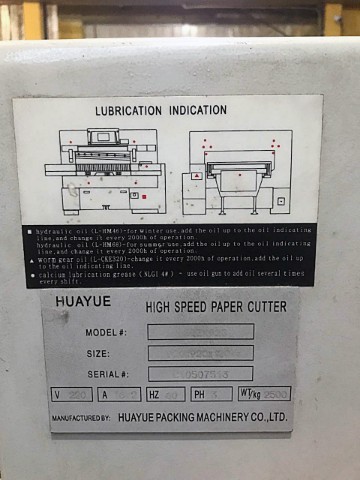 LUBRICATION INDICATION
■ hydraulic oil (L-HM46)-for winter use, add the oil up to the oil indicating
line, and change it every 2000h of operation.
hydraulic oil (L-HM68)-for summer use, add the oil up to the oil indicating
line, and change it every 2000h of operation.
▲ worm gear oil (L-CKE320)-change it every 2000h of operation, add the oil up
to the oil indicating line.
● calcium lubrication grease (NLGI 4#) - use oil gun to add oil several times
every shift.
HUAYUE HIGH SPEED PAPER CUTTER
MODEL#:
SIZE:
SERIAL#:
V 220 A HZ 60 PH WT/kg 2500
MANUFACTURED BY: HUAYUE PACKING MACHINERY CO.,LTD.